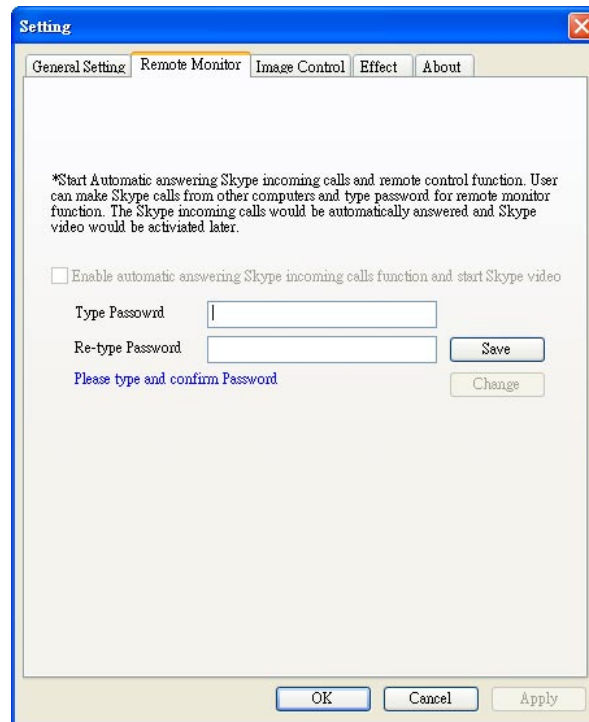 Setting
General Setting Remote Monitor Image Control Effect About
*Start Automatic answering Skype incoming calls and remote control function. User
can make Skype calls from other computers and type password for remote monitor
function. The Skype incoming calls would be automatically answered and Skype
video would be activiated later.
Enable automatic answering Skype incoming calls function and start Skype video
Type Passowrd
Re-type Password Save
Please type and confirm Password Change
OK Cancel Apply